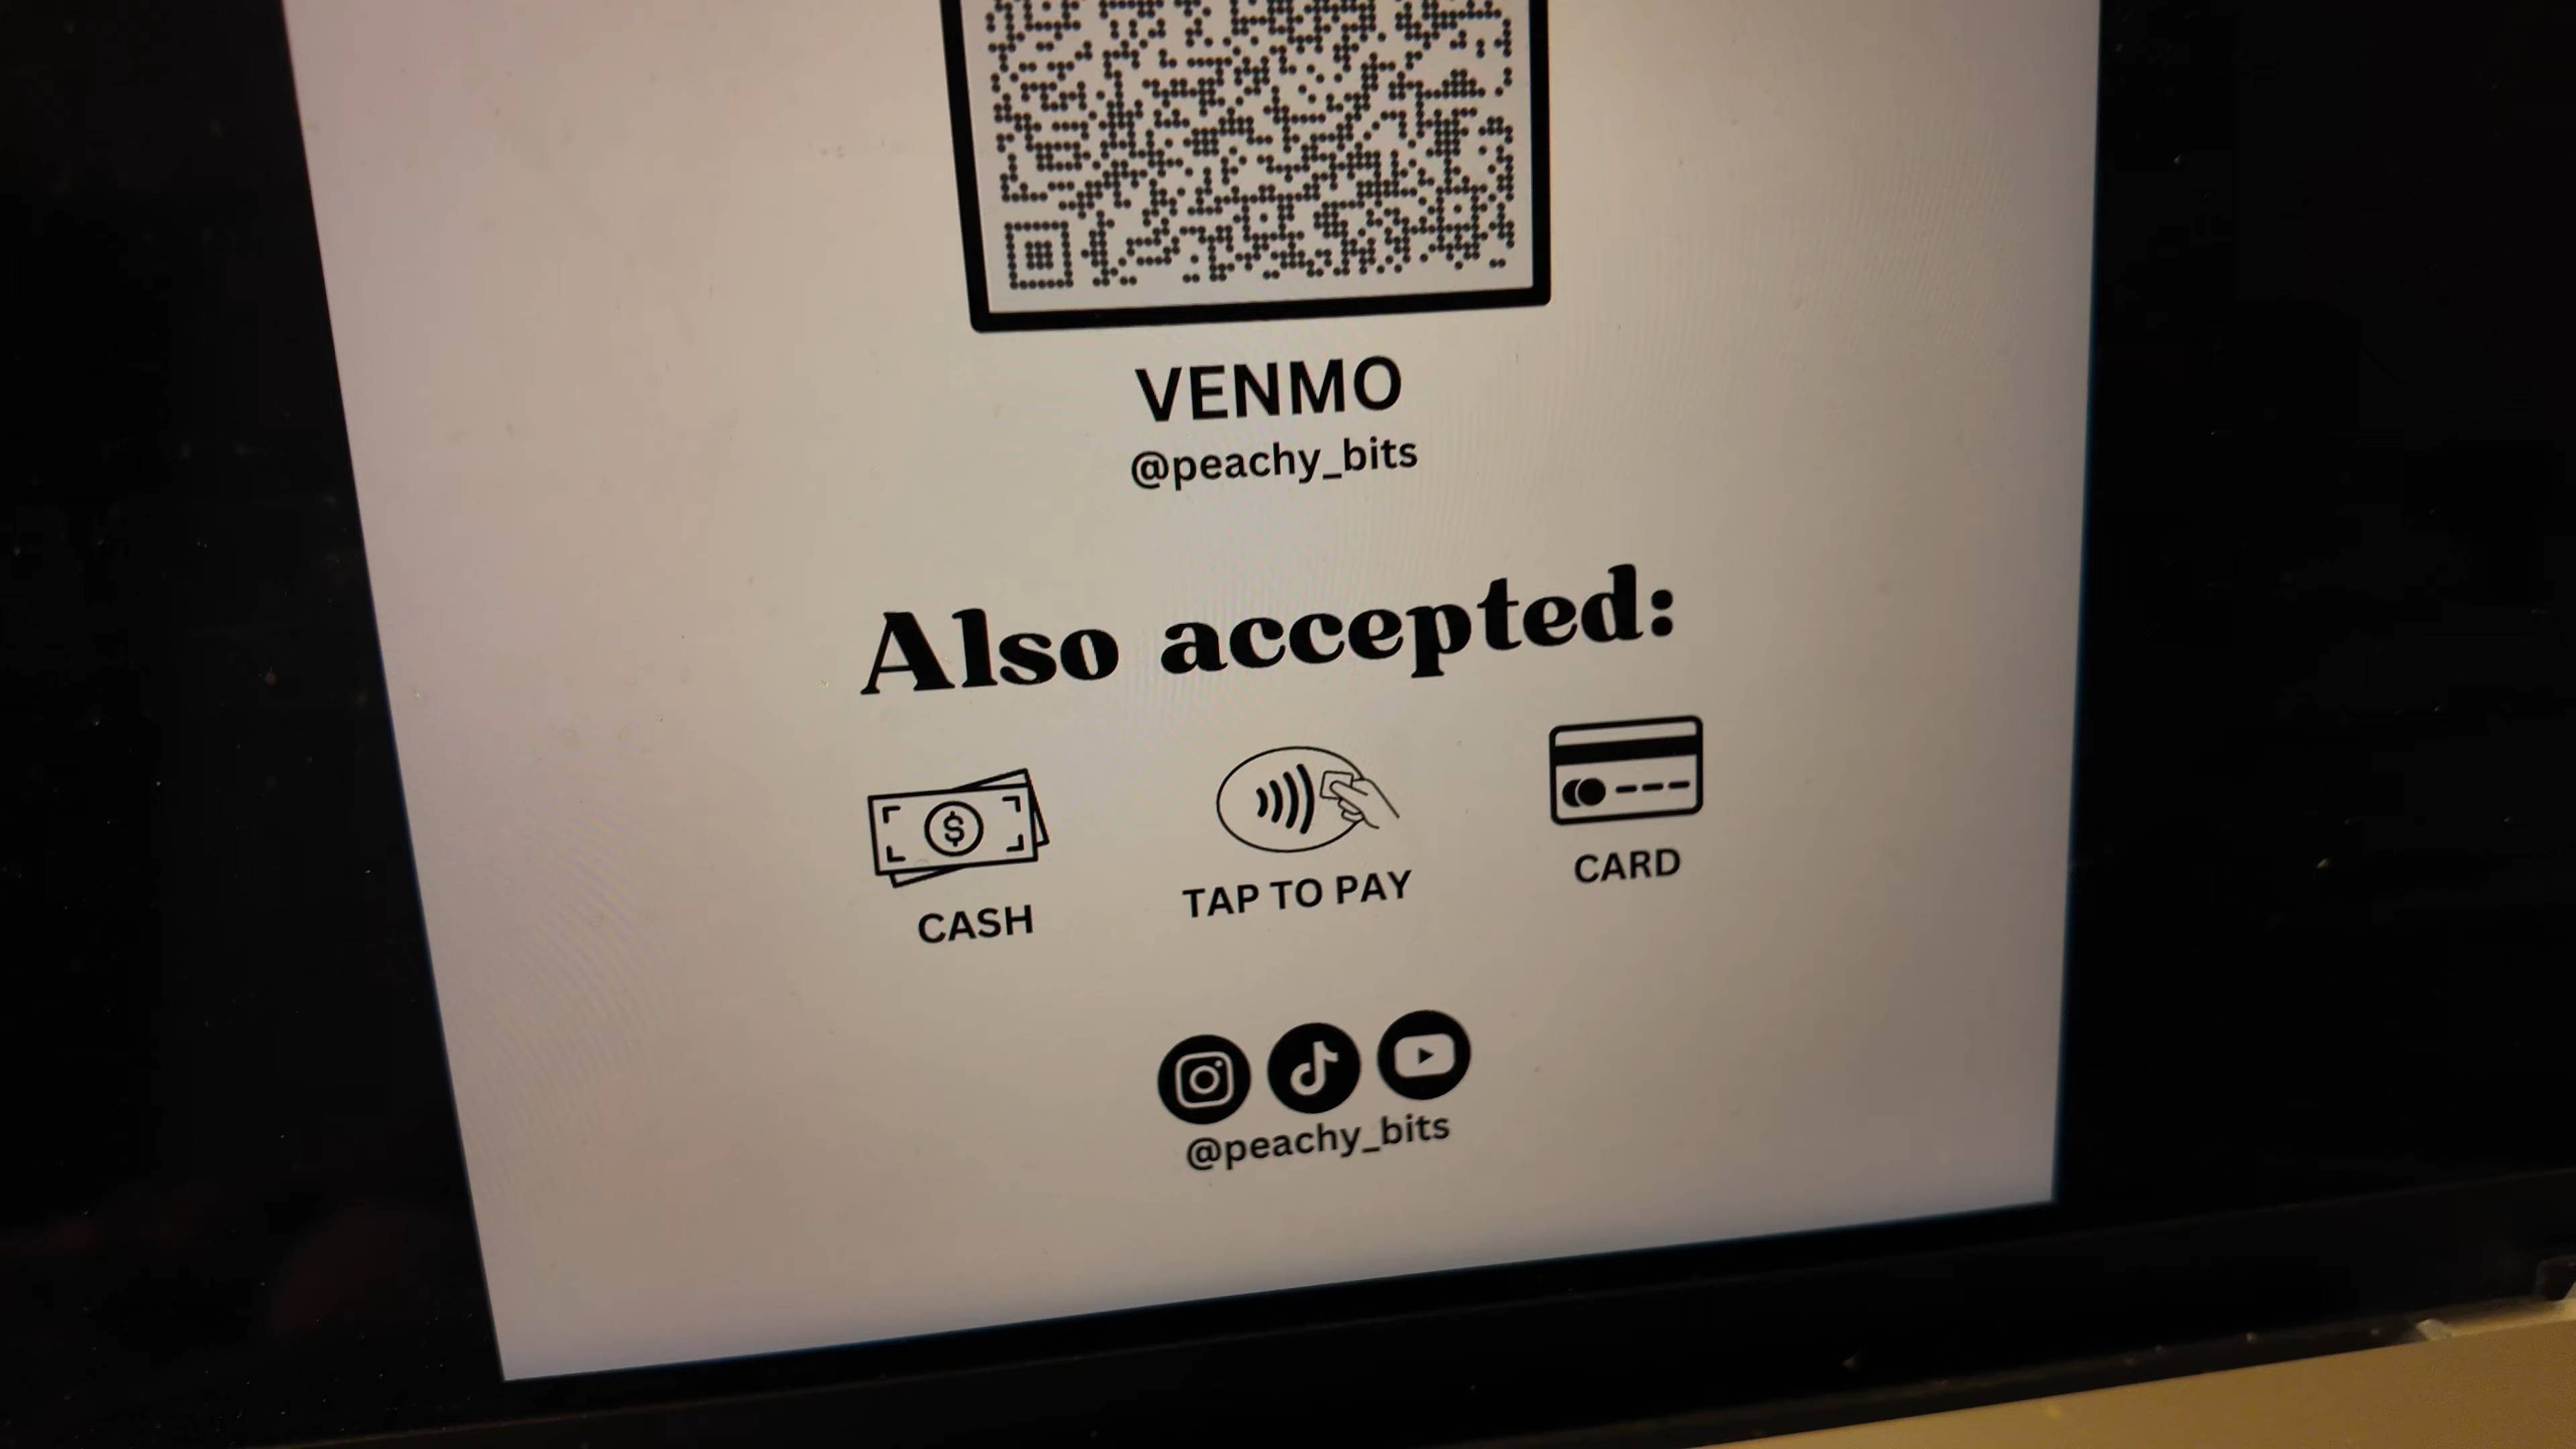 VENMO
@peachy_bits
Also accepted:
$
CASH
TAP TO PAY
CARD
@peachy_bits